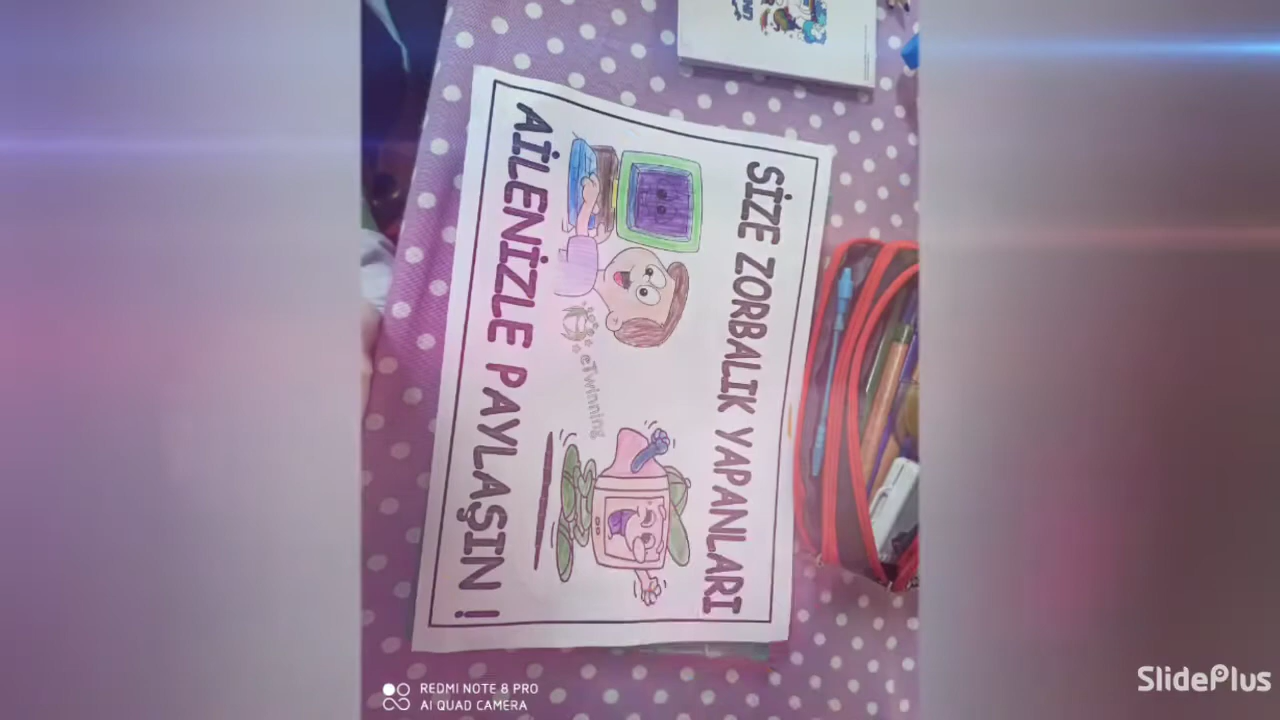 SİZE ZORBALIK YAPANLARI
eTwinning
AİLENİZLE PAYLAŞIN !
REDMI NOTE 8 PRO
AI QUAD CAMERA
SlidePlus